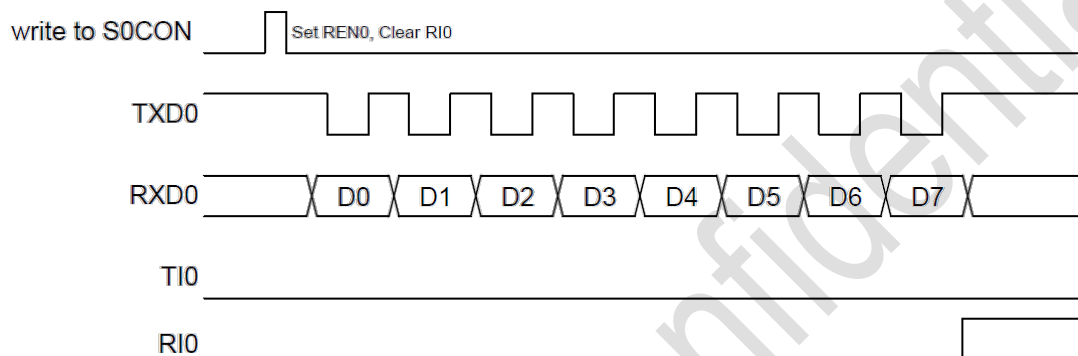 write to S0CON
Set REN0, Clear RI0
TXD0
RXD0 D0 D1 D2 D3 D4 D5 D6 D7
TI0
RI0